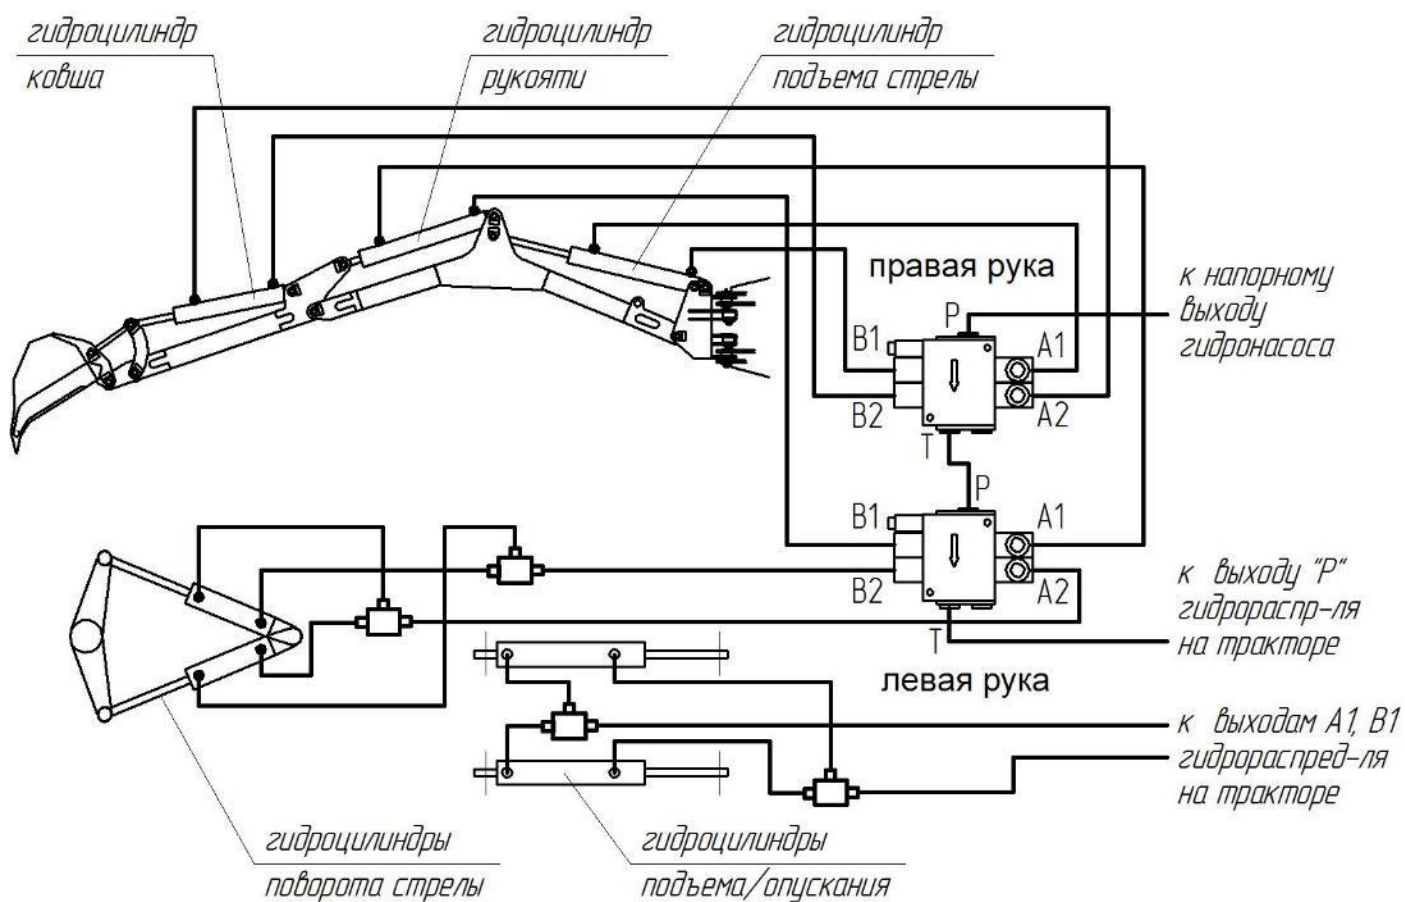 гидроцилиндр
ковша
гидроцилиндр
рукояти
гидроцилиндр
подъема стрелы
правая рука
к напорному
выходу
гидронасоса
P
B1
A1
B2
A2
T
P
B1
A1
B2
A2
T
к выходу "Р"
гидрораспр-ля
на тракторе
левая рука
к выходам А1, В1
гидрораспред-ля
на тракторе
гидроцилиндры
поворота стрелы
гидроцилиндры
подъема/опускания